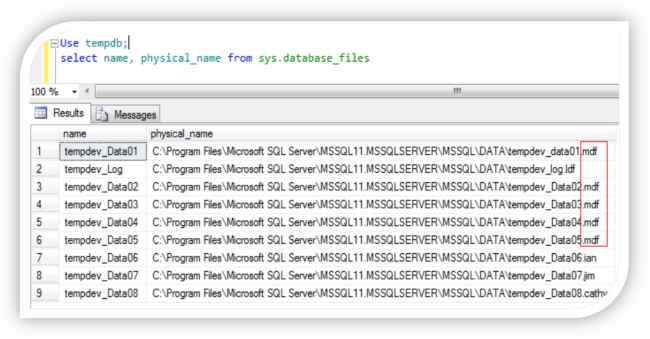 Use tempdb;
select name, physical_name from sys.database_files
100 %
Results Messages
name physical_name
1 tempdev_Data01 C:\Program Files\Microsoft SQL Server\MSSQL11.MSSQLSERVER\MSSQL\DATA\tempdev_data01.mdf
2 tempdev_Log C:\Program Files\Microsoft SQL Server\MSSQL11.MSSQLSERVER\MSSQL\DATA\tempdev_log.ldf
3 tempdev_Data02 C:\Program Files\Microsoft SQL Server\MSSQL11.MSSQLSERVER\MSSQL\DATA\tempdev_Data02.mdf
4 tempdev_Data03 C:\Program Files\Microsoft SQL Server\MSSQL11.MSSQLSERVER\MSSQL\DATA\tempdev_Data03.mdf
5 tempdev_Data04 C:\Program Files\Microsoft SQL Server\MSSQL11.MSSQLSERVER\MSSQL\DATA\tempdev_Data04.mdf
6 tempdev_Data05 C:\Program Files\Microsoft SQL Server\MSSQL11.MSSQLSERVER\MSSQL\DATA\tempdev_Data05.mdf
7 tempdev_Data06 C:\Program Files\Microsoft SQL Server\MSSQL11.MSSQLSERVER\MSSQL\DATA\tempdev_Data06.ian
8 tempdev_Data07 C:\Program Files\Microsoft SQL Server\MSSQL11.MSSQLSERVER\MSSQL\DATA\tempdev_Data07.jim
9 tempdev_Data08 C:\Program Files\Microsoft SQL Server\MSSQL11.MSSQLSERVER\MSSQL\DATA\tempdev_Data08.cathy